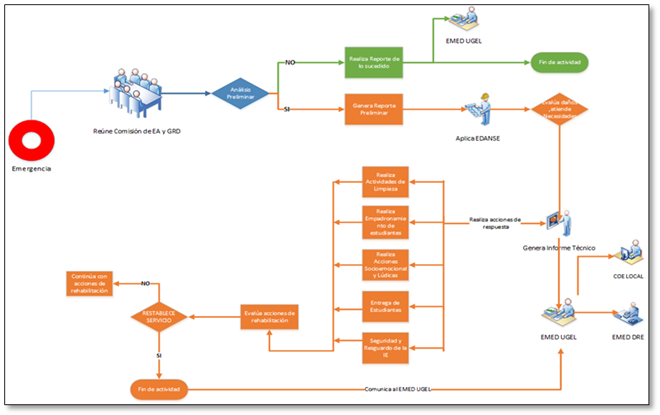 EMED UGEL
NO
Realiza Reporte de
lo sucedido
Fin de actividad
Análisis
Preliminar
Reúne Comisión de EA y GRD
SI
Genera Reporte
Preliminar
Aplica EDANSE
Evalúa daños
,atiende
Necesidades
Emergencia
Realiza
Actividades de
Limpieza
Realiza
Empadronamie
nto de
estudiantes
Realiza acciones de
respuesta
Genera Informe Técnico
Realiza
Acciones
Socioemocional
y Lúdicas
COE LOCAL
Continúa con
acciones de
rehabilitación
NO
RESTABLECE
SERVICIO
Evalúa acciones de
rehabilitación
Entrega de
Estudiantes
EMED UGEL
EMED DRE
Seguridad y
Resguardo de la
IE
SI
Fin de actividad
Comunica al EMED UGEL